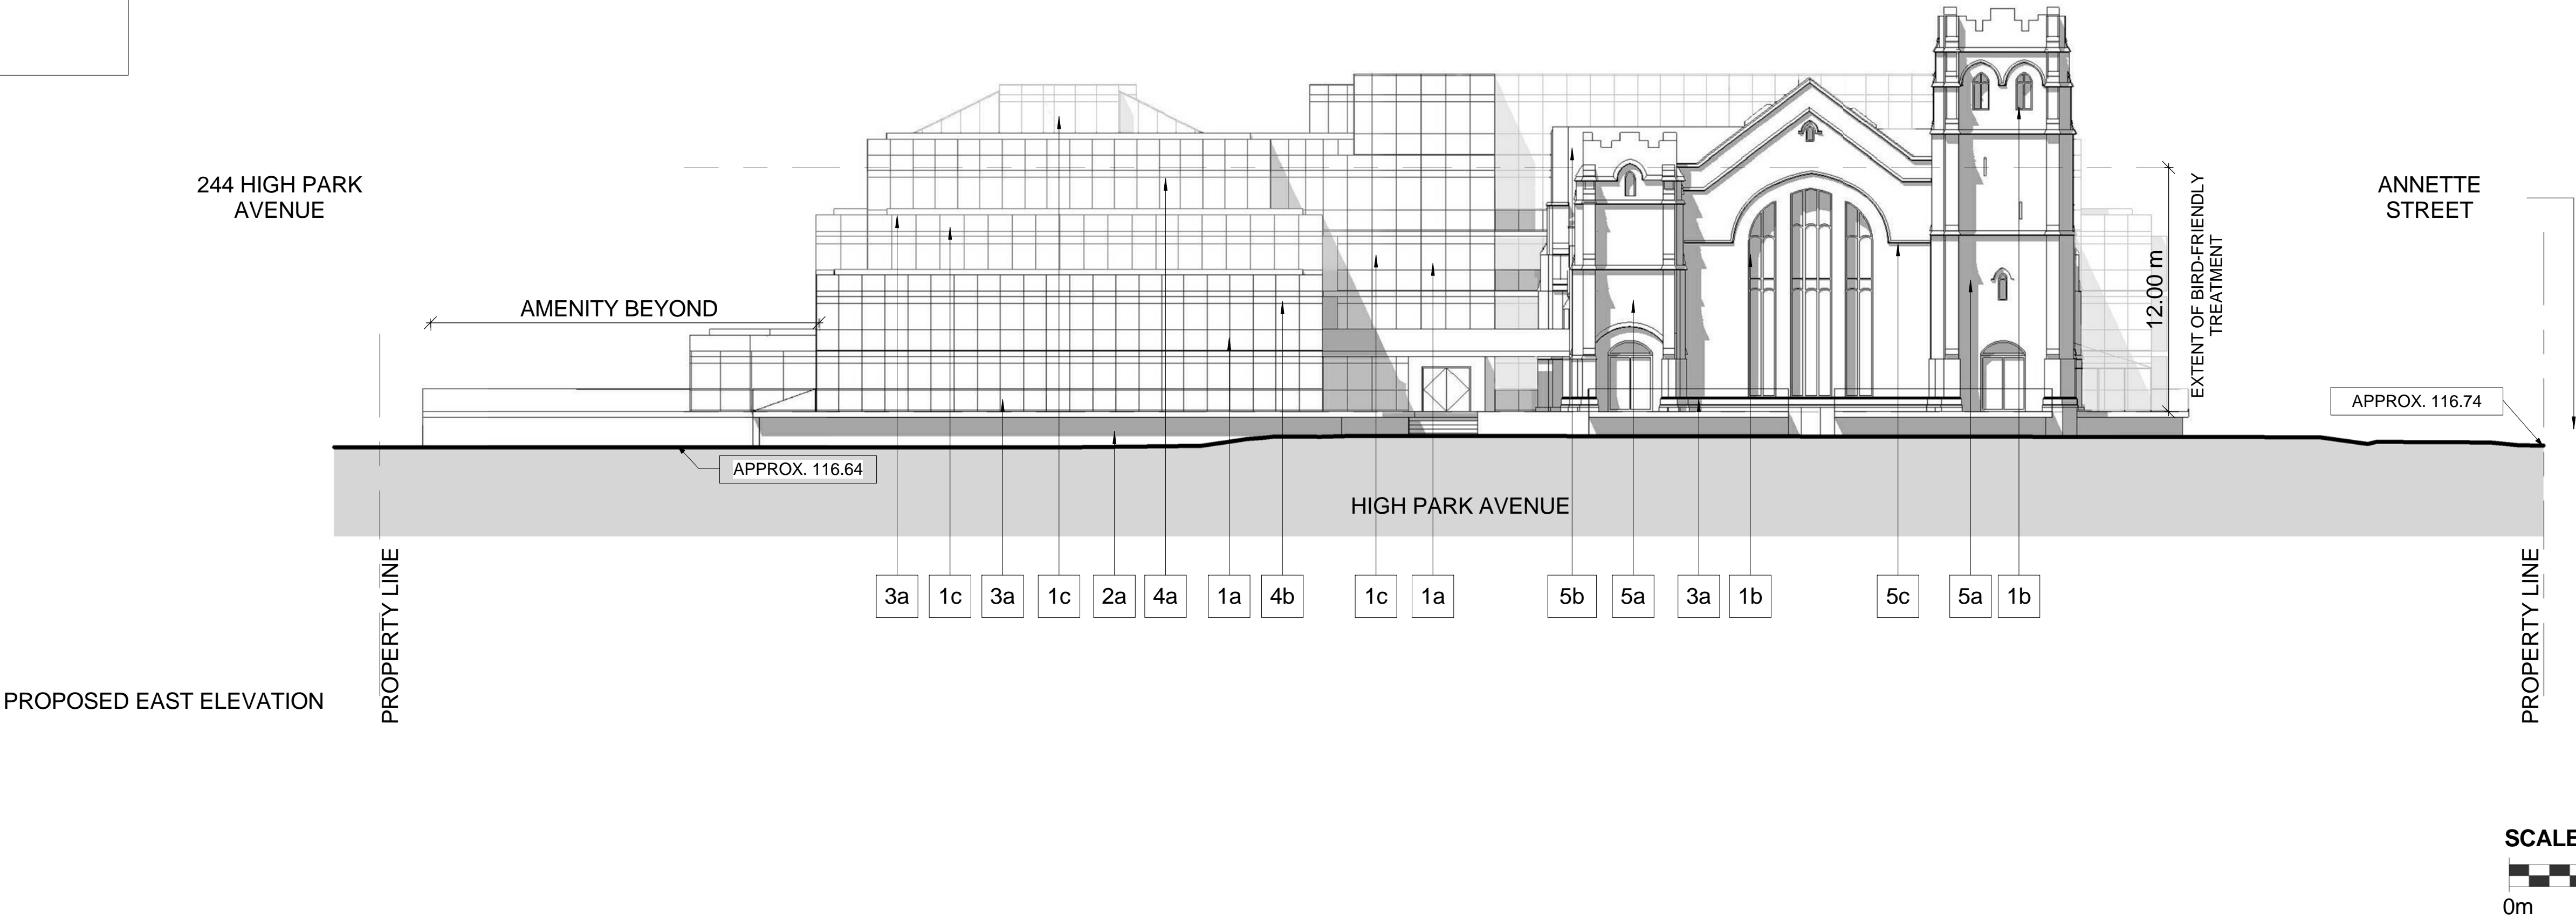 244 HIGH PARK
AVENUE
ANNETTE
STREET
EXTENT OF BIRD-FRIENDLY
TREATMENT
12.00 m
AMENITY BEYOND
APPROX. 116.74
APPROX. 116.64
HIGH PARK AVENUE
3a 1c 3a 1c 2a 4a 1a 4b 1c 1a 5b 5a 3a 1b 5c 5a 1b
PROPERTY LINE
PROPERTY LINE
PROPOSED EAST ELEVATION
SCALE
0m